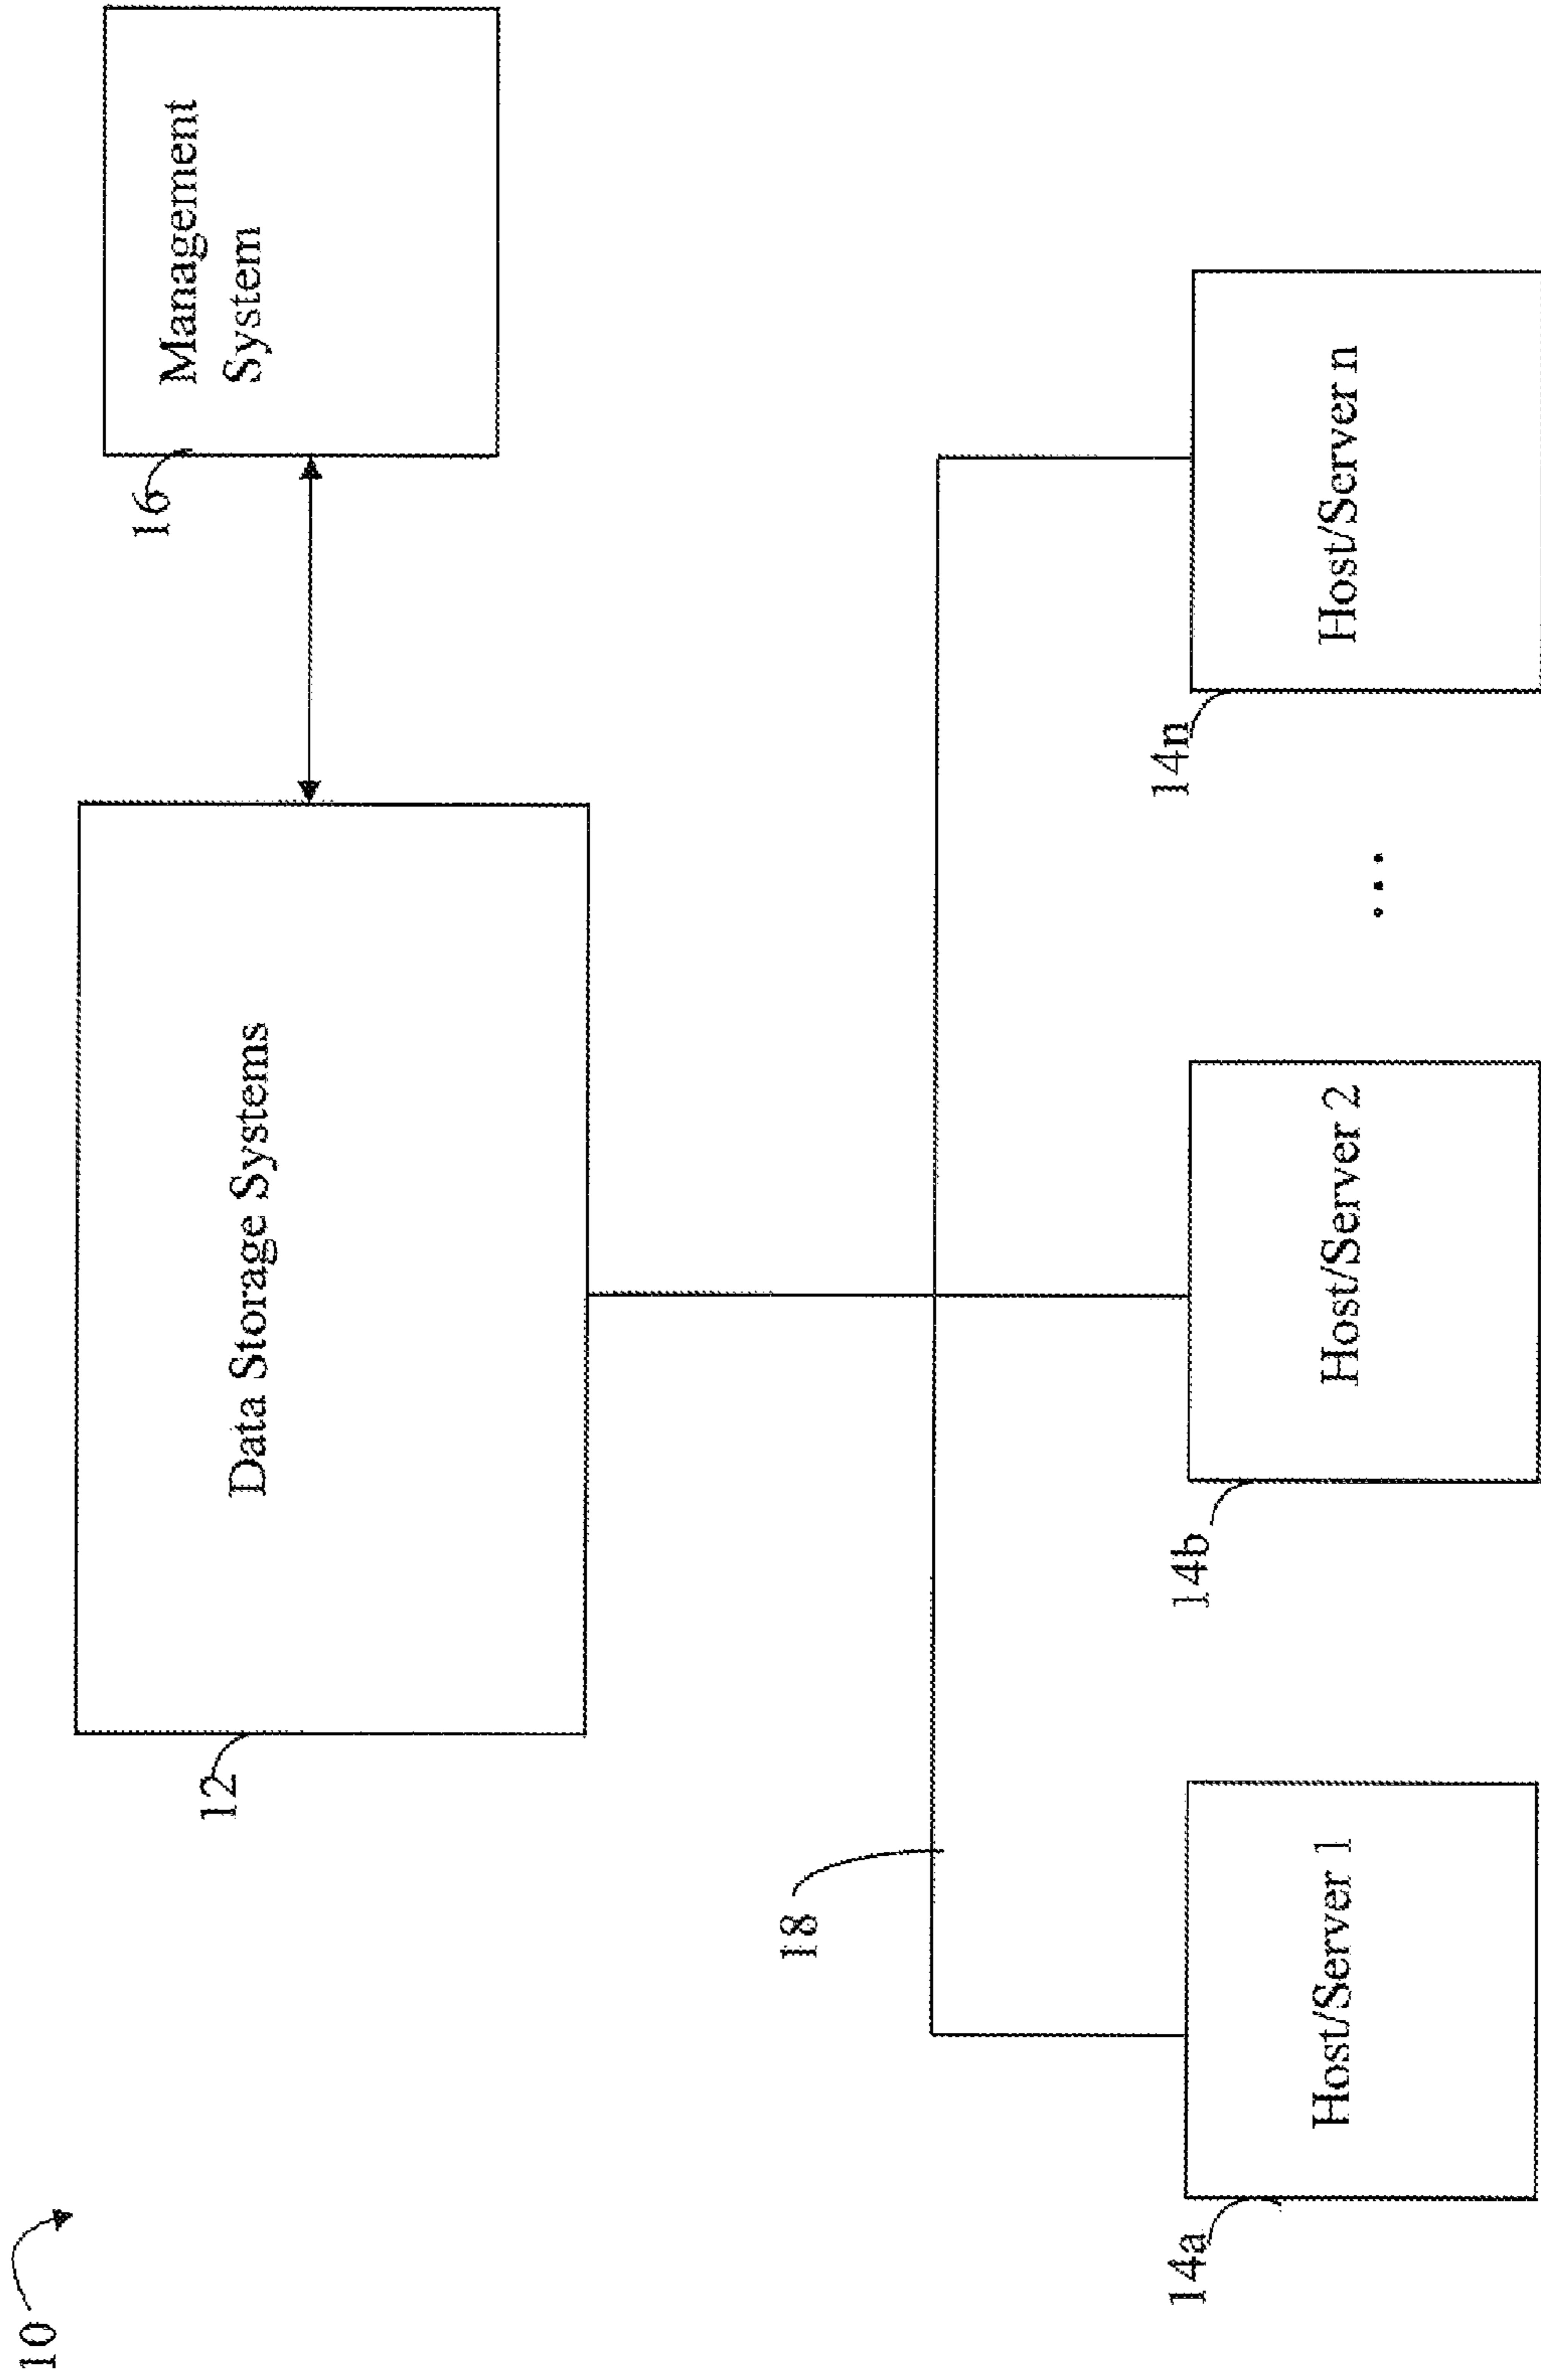 10
12
Data Storage Systems
16
Management
System
18
14a
Host/Server 1
14b
Host/Server 2
...
14n
Host/Server n